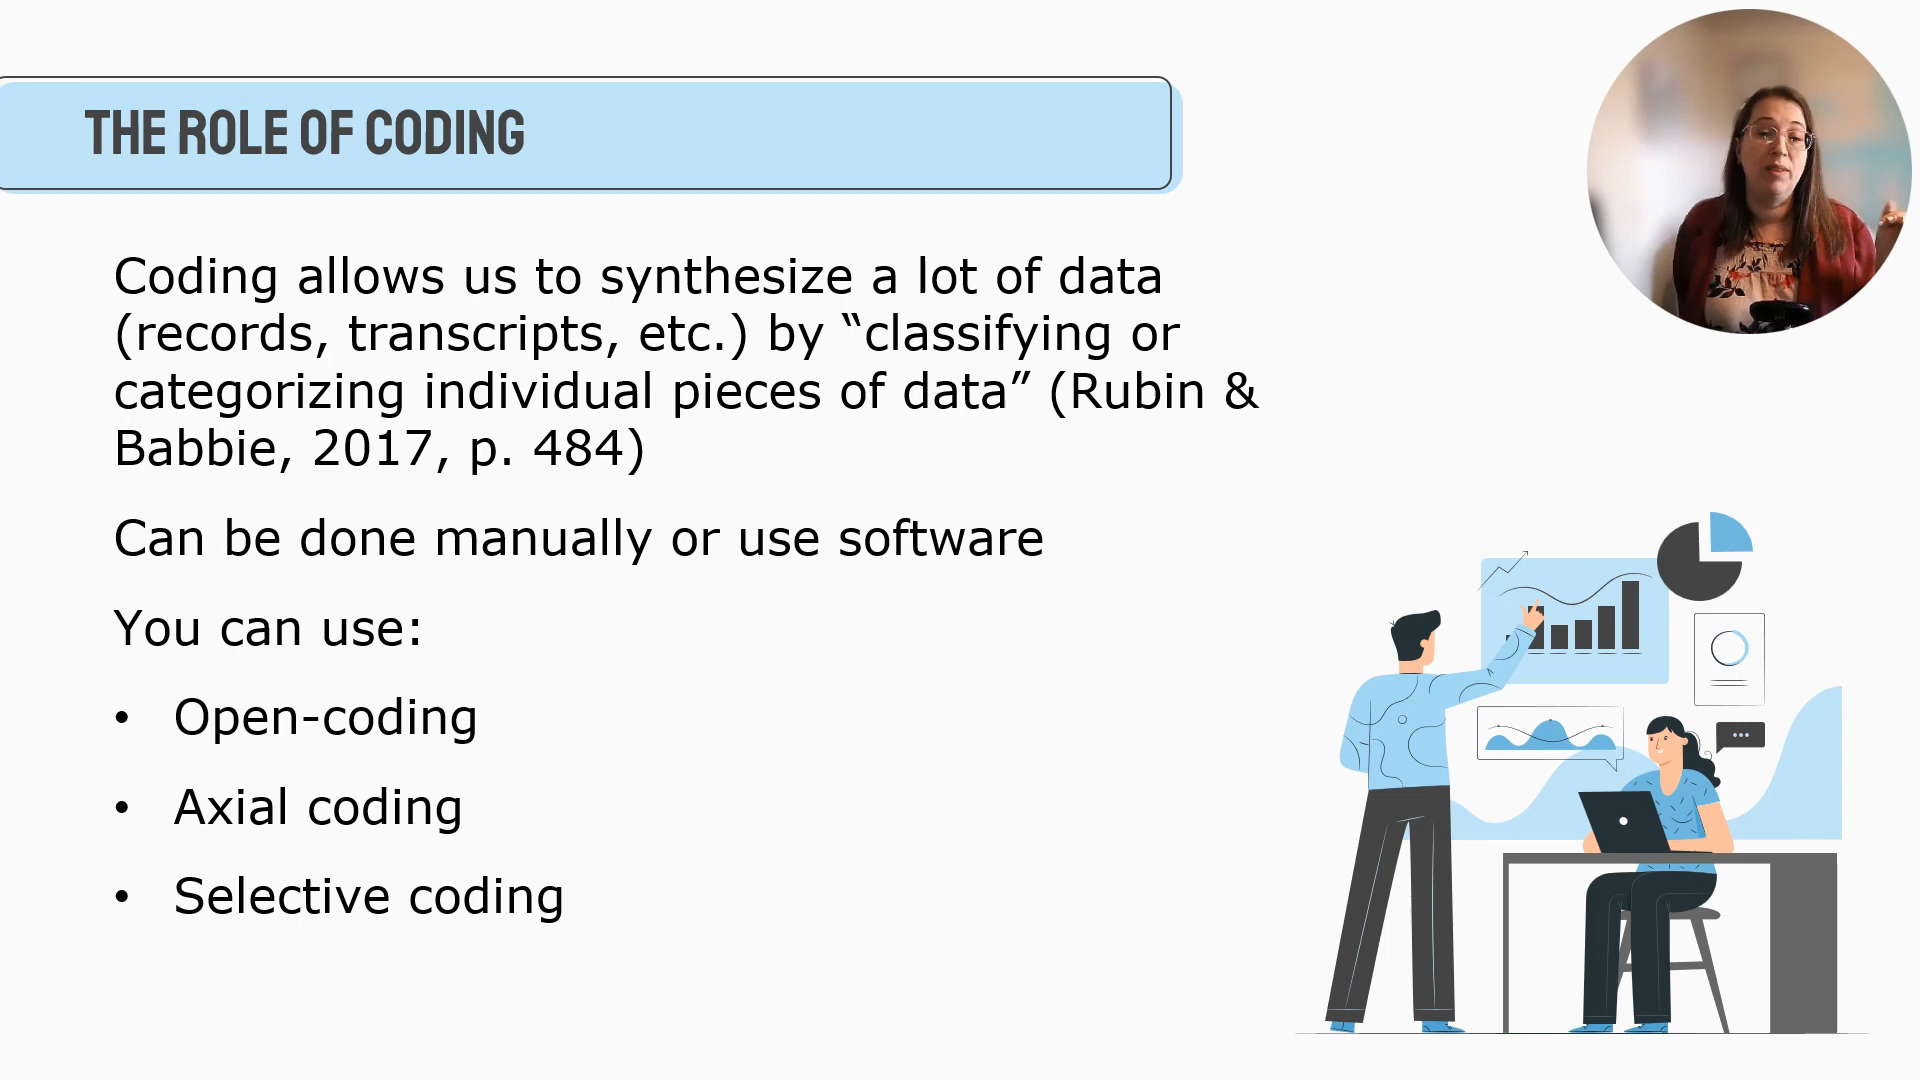 THE ROLE OF CODING
Coding allows us to synthesize a lot of data
(records, transcripts, etc.) by “classifying or
categorizing individual pieces of data” (Rubin &
Babbie, 2017, p. 484)
Can be done manually or use software
You can use:
• Open-coding
• Axial coding
• Selective coding